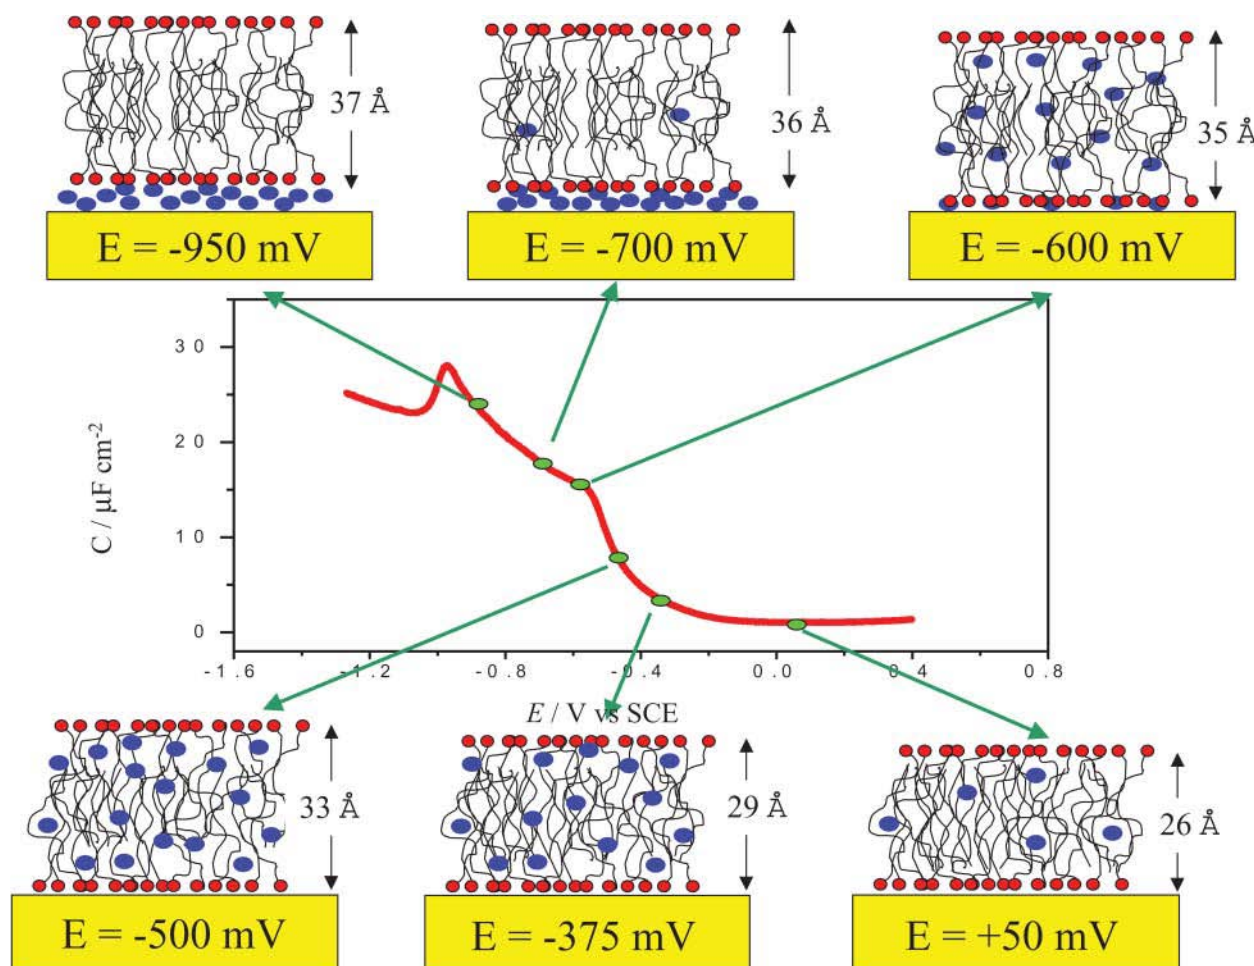 37 Å
36 Å
35 Å
E = -950 mV
E = -700 mV
E = -600 mV
30
20
10
0
C / µF cm-2
-1.6
-1.2
-0.8
-0.4
0.0
0.4
0.8
E / V vs SCE
33 Å
29 Å
26 Å
E = -500 mV
E = -375 mV
E = +50 mV